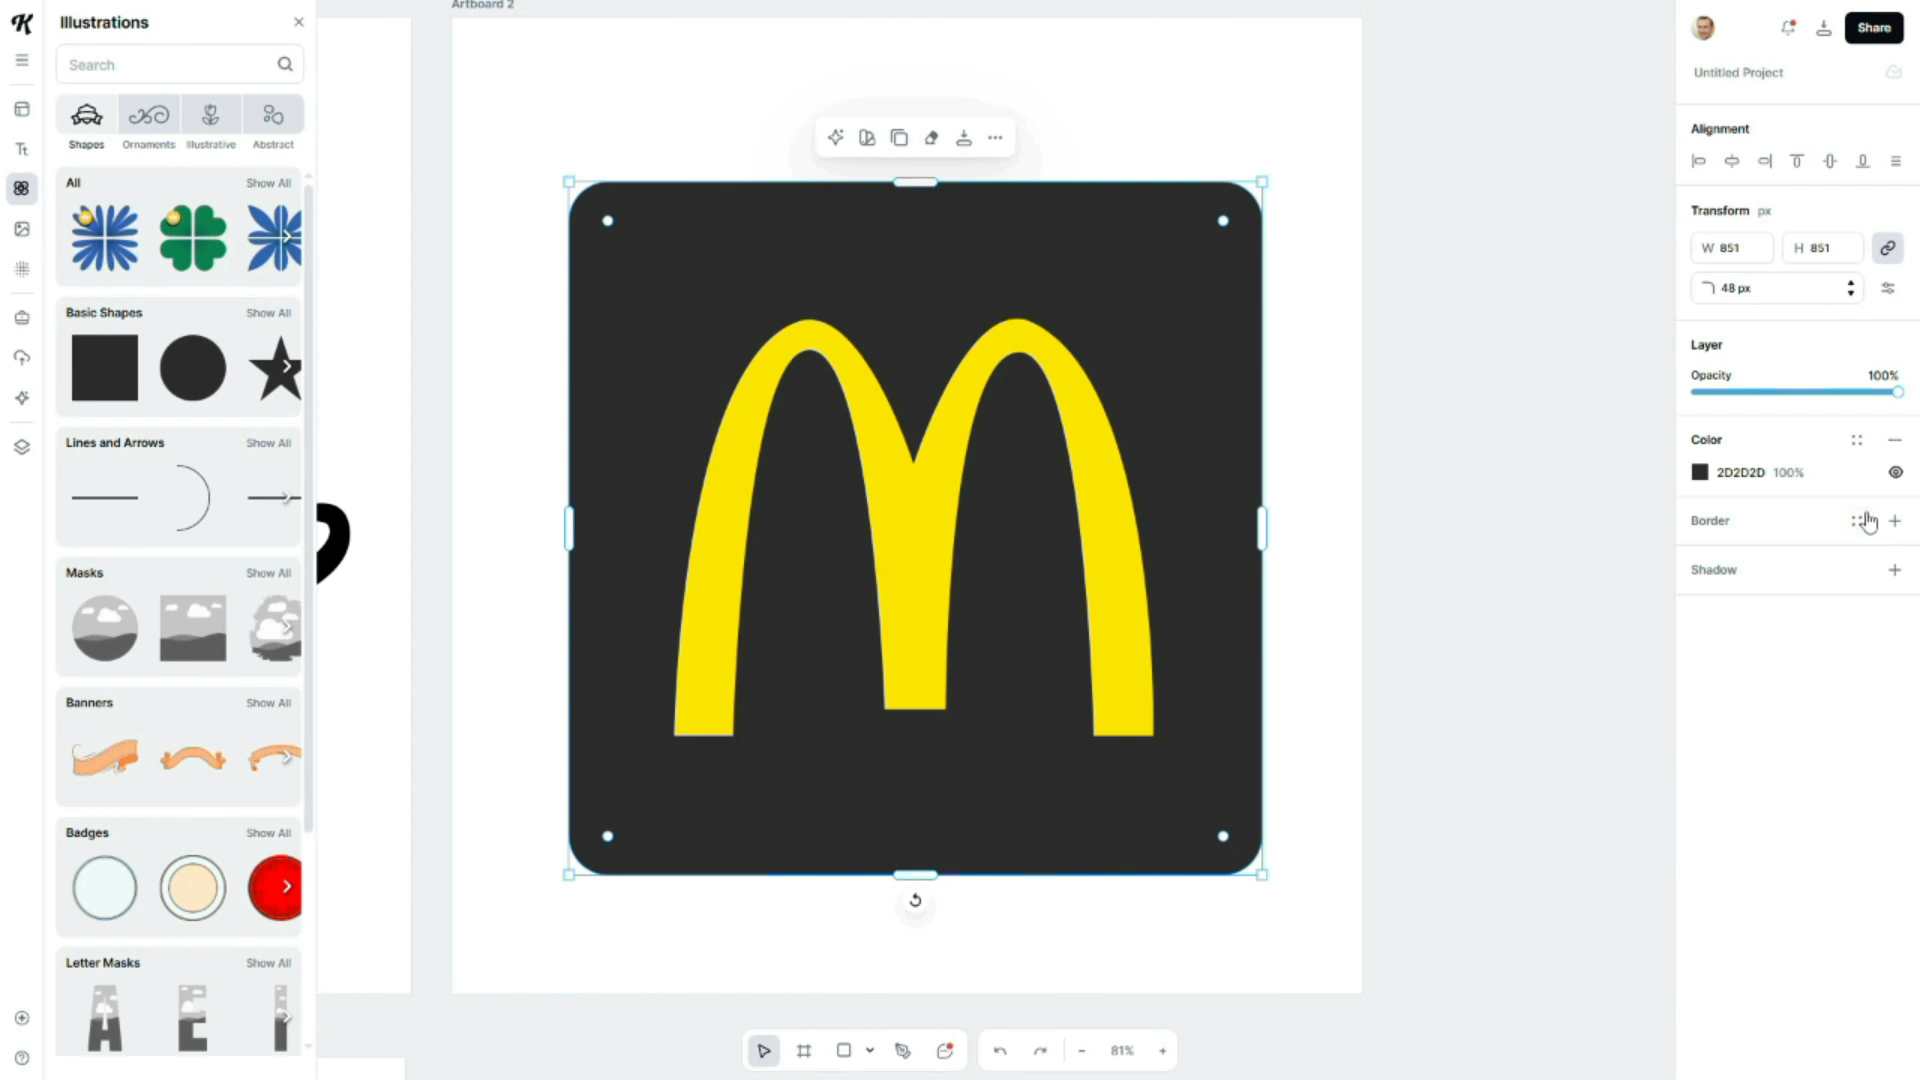 Artboard 2
Illustrations
Search
Shapes
Ornaments
Illustrative
Abstract
All
Show All
Basic Shapes
Show All
Lines and Arrows
Show All
Masks
Show All
Banners
Show All
Badges
Show All
Letter Masks
Show All
Tt
81%
Share
Untitled Project
Alignment
Transform px
W 851
H 851
48 px
Layer
Opacity 100%
Color
2D2D2D 100%
Border
Shadow